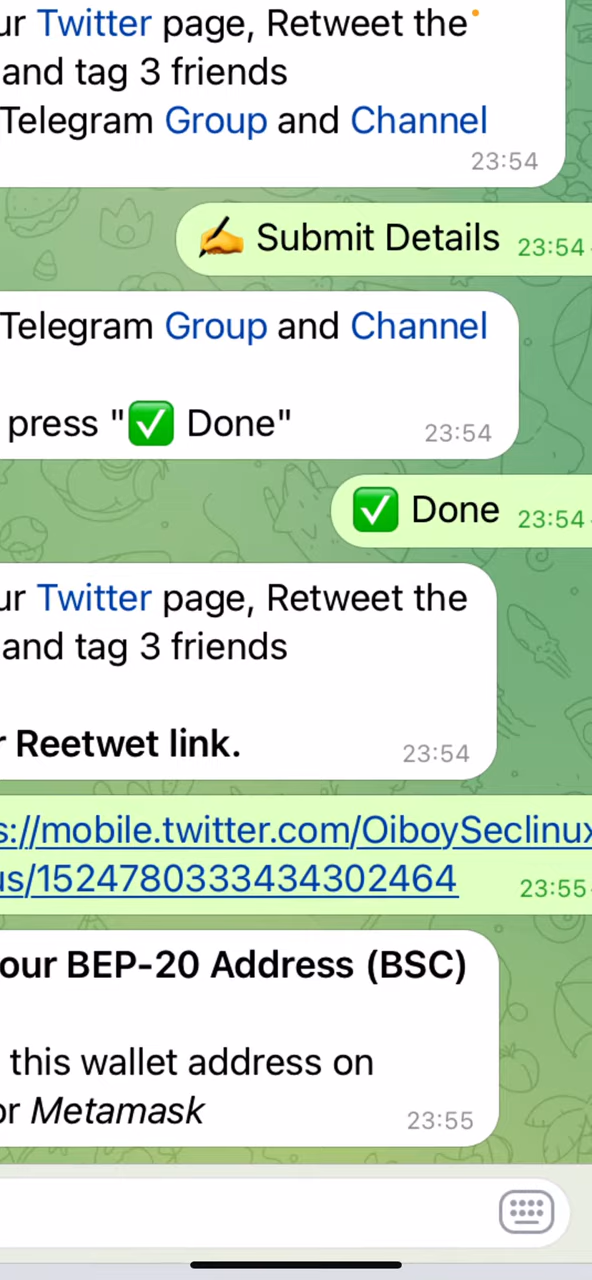 ur Twitter page, Retweet the
and tag 3 friends
Telegram Group and Channel
23:54
✍️ Submit Details 23:54
Telegram Group and Channel
press "✅ Done"
23:54
✅ Done 23:54
ur Twitter page, Retweet the
and tag 3 friends
r Reetwet link.
23:54
s://mobile.twitter.com/OiboySeclinux
us/1524780333434302464
23:55
our BEP-20 Address (BSC)
this wallet address on
or Metamask
23:55